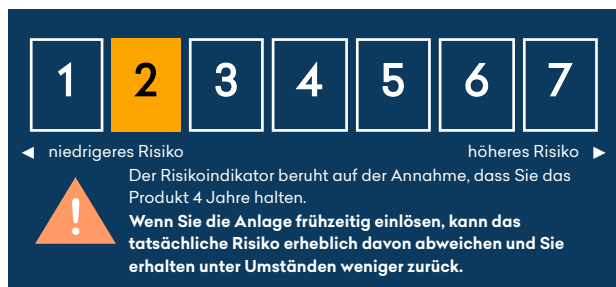 1 2 3 4 5 6 7
◄ niedrigeres Risiko höheres Risiko ►
Der Risikoindikator beruht auf der Annahme, dass Sie das
Produkt 4 Jahre halten.
Wenn Sie die Anlage frühzeitig einlösen, kann das
tatsächliche Risiko erheblich davon abweichen und Sie
erhalten unter Umständen weniger zurück.
!